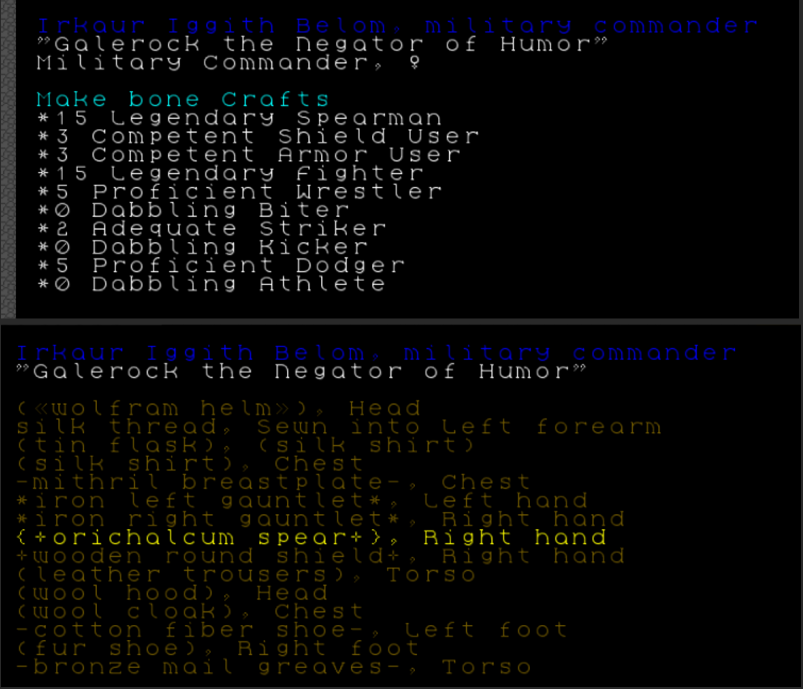 Irkaur Iggith Belom, military commander
"Galerock the Negator of Humor"
Military Commander, ♀
Make bone Crafts
*15 Legendary Spearman
*3 Competent Shield User
*3 Competent Armor User
*15 Legendary Fighter
*5 Proficient Wrestler
*0 Dabbling Biter
*2 Adequate Striker
*0 Dabbling Kicker
*5 Proficient Dodger
*0 Dabbling Athlete
Irkaur Iggith Belom, military commander
"Galerock the Negator of Humor"
(«wolfram helm»), Head
silk thread, Sewn into Left forearm
(tin flask), (silk shirt)
(silk shirt), Chest
-mithril breastplate-, Chest
*iron left gauntlet*, Left hand
*iron right gauntlet*, Right hand
{+orichalcum spear+}, Right hand
+wooden round shield+, Right hand
(leather trousers), Torso
(wool hood), Head
(wool cloak), Chest
-cotton fiber shoe-, Left foot
(fur shoe), Right foot
-bronze mail greaves-, Torso